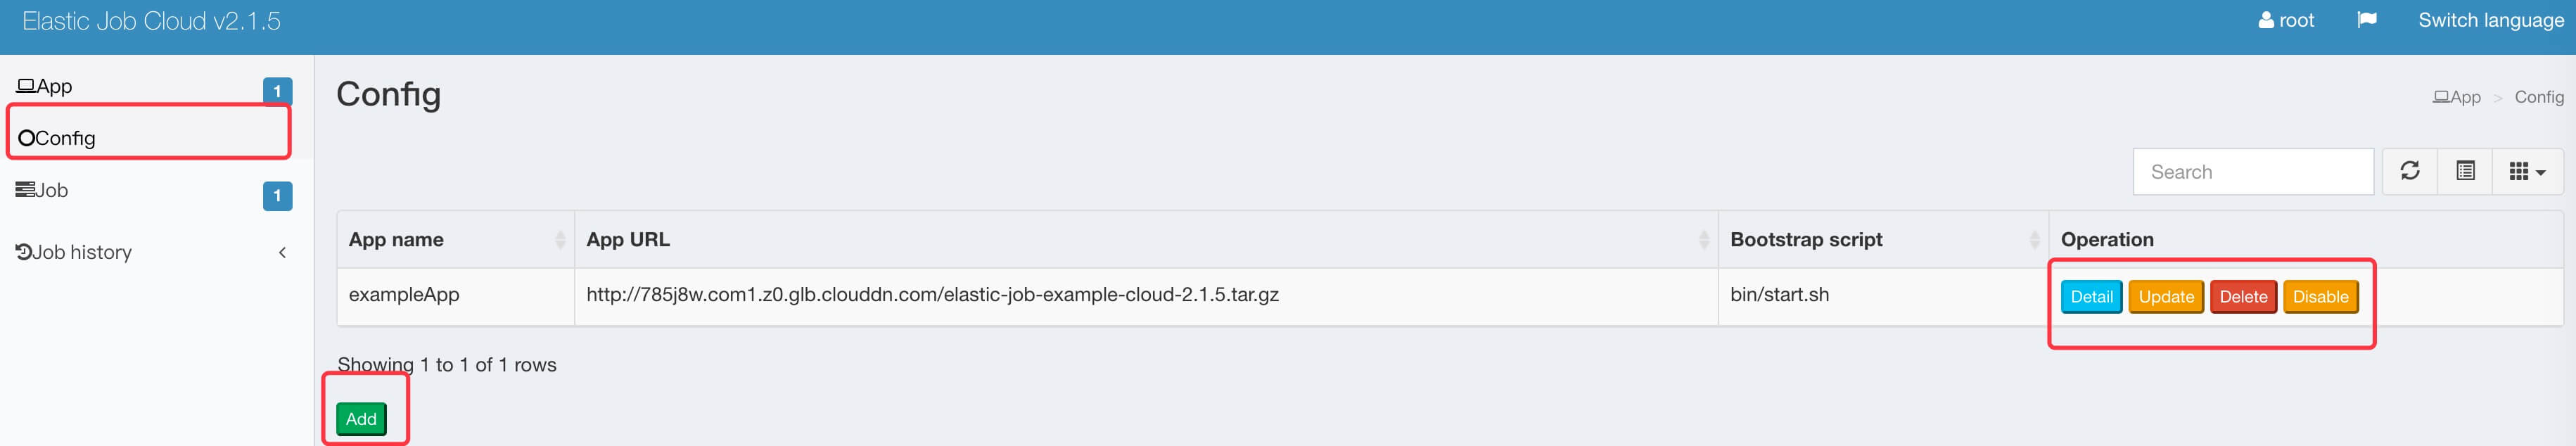 Elastic Job Cloud v2.1.5
root
Switch language
App
1
Config
Job
1
Job history
Config
App > Config
Search
App name
App URL
Bootstrap script
Operation
exampleApp
http://785j8w.com1.z0.glb.clouddn.com/elastic-job-example-cloud-2.1.5.tar.gz
bin/start.sh
Detail
Update
Delete
Disable
Showing 1 to 1 of 1 rows
Add